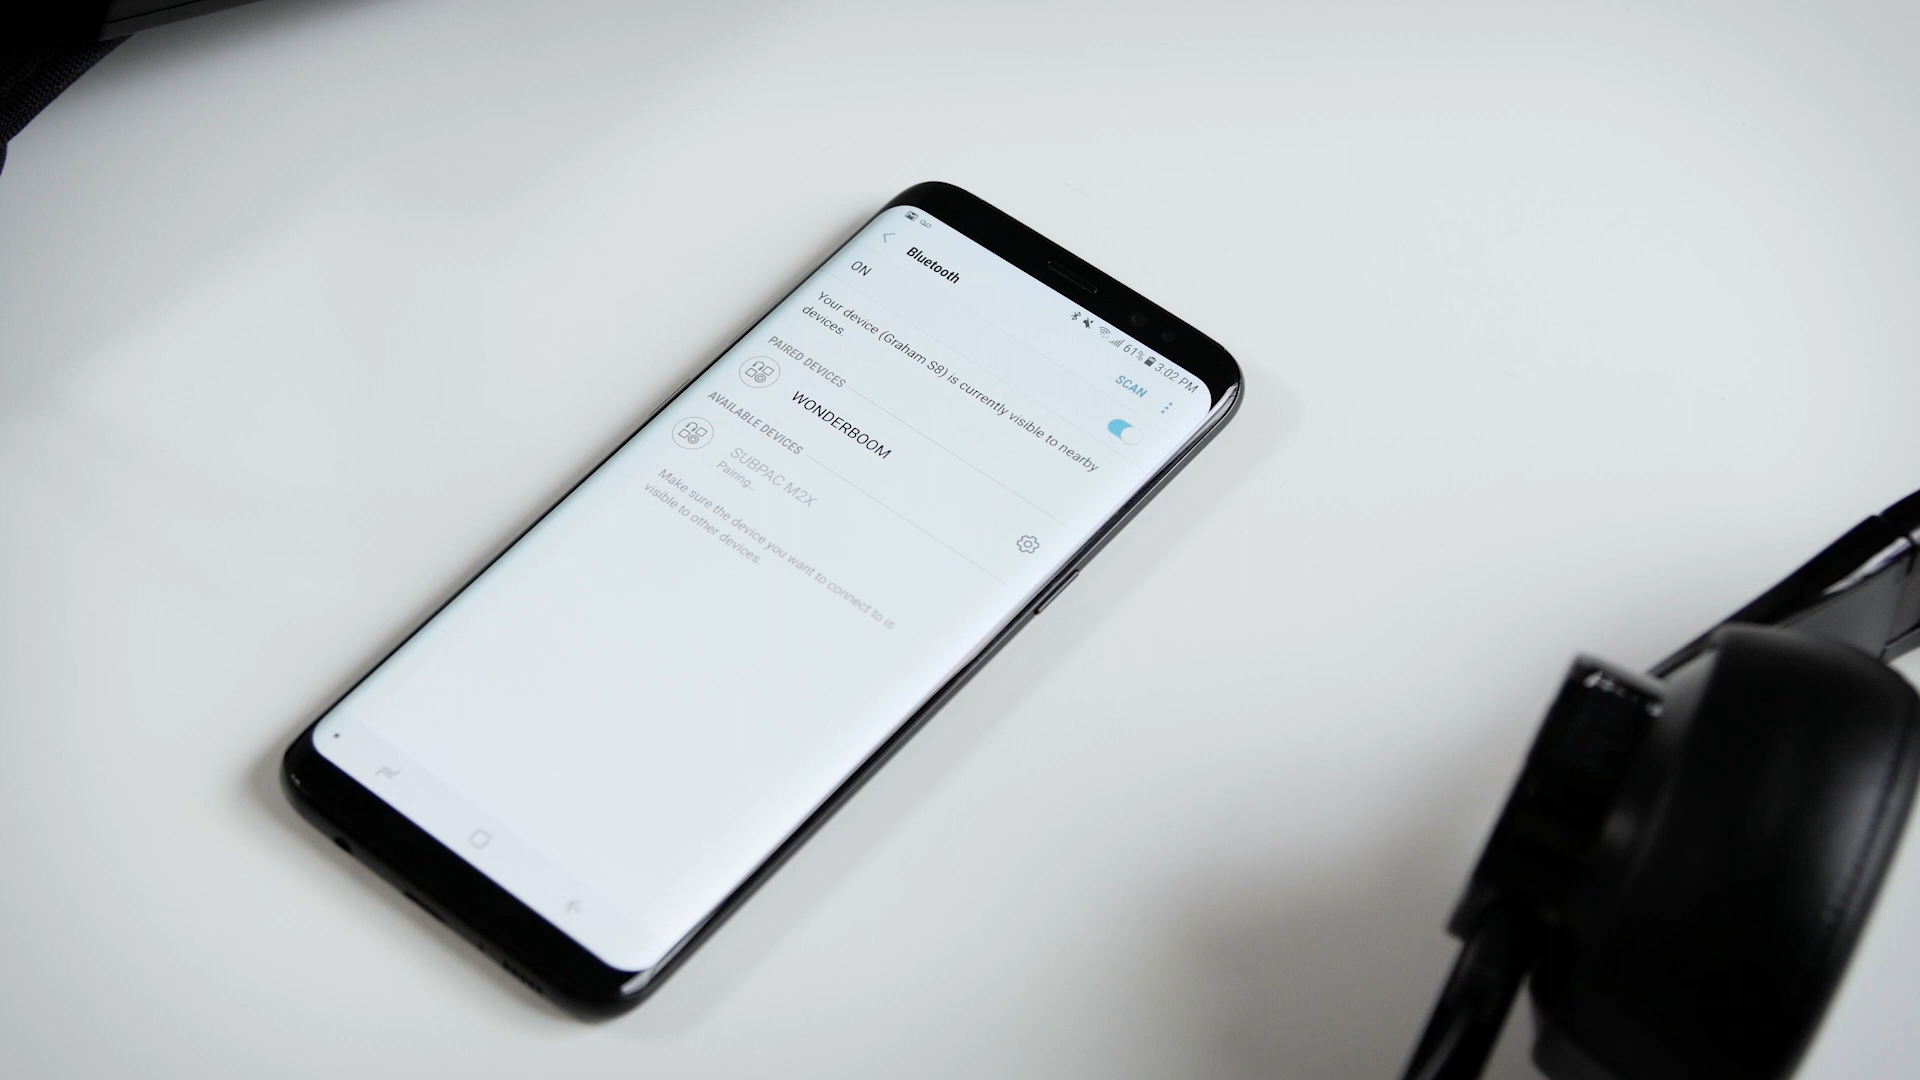 61% 3:02 PM
Bluetooth
SCAN
ON
Your device (Graham S8) is currently visible to nearby
devices.
PAIRED DEVICES
WONDERBOOM
AVAILABLE DEVICES
SUBPAC M2X
Pairing...
Make sure the device you want to connect to is
visible to other devices.